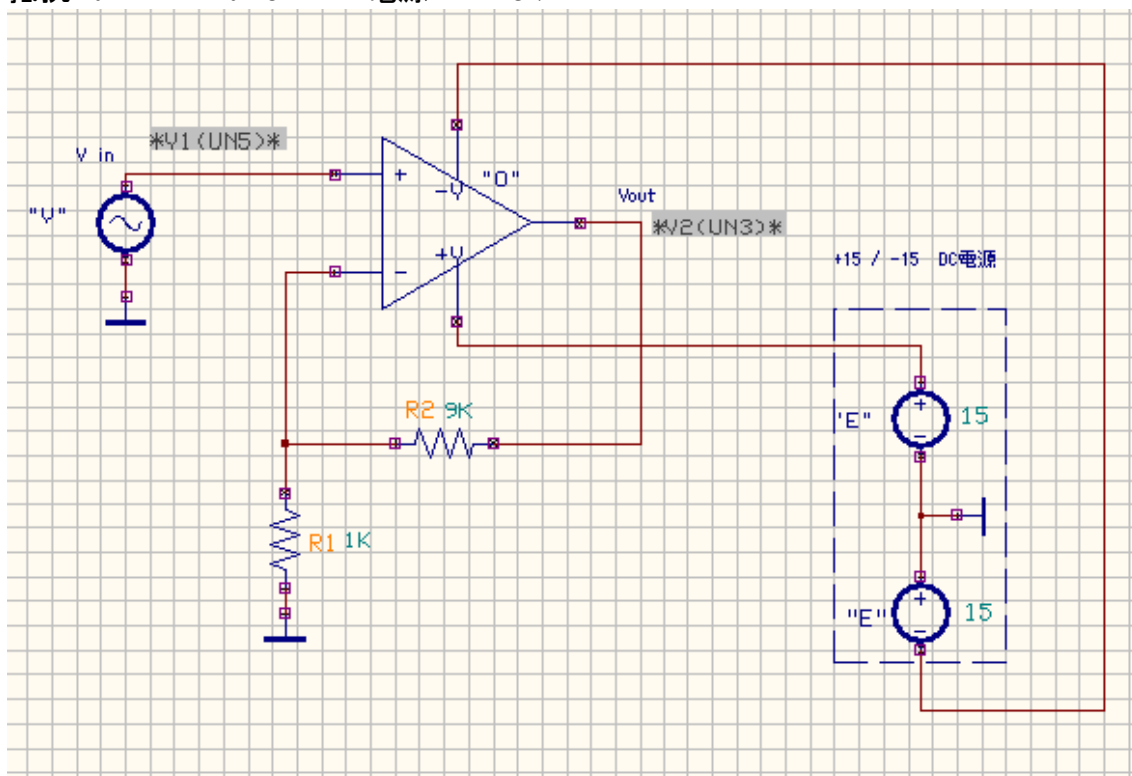 *V1(UN5)*
V in
"V"
+
-V
"O"
Vout
*V2(UN3)*
+V
−
+15 / -15 DC電源
R2 9K
+
"E"
15
−
R1 1K
+
"E"
15
−